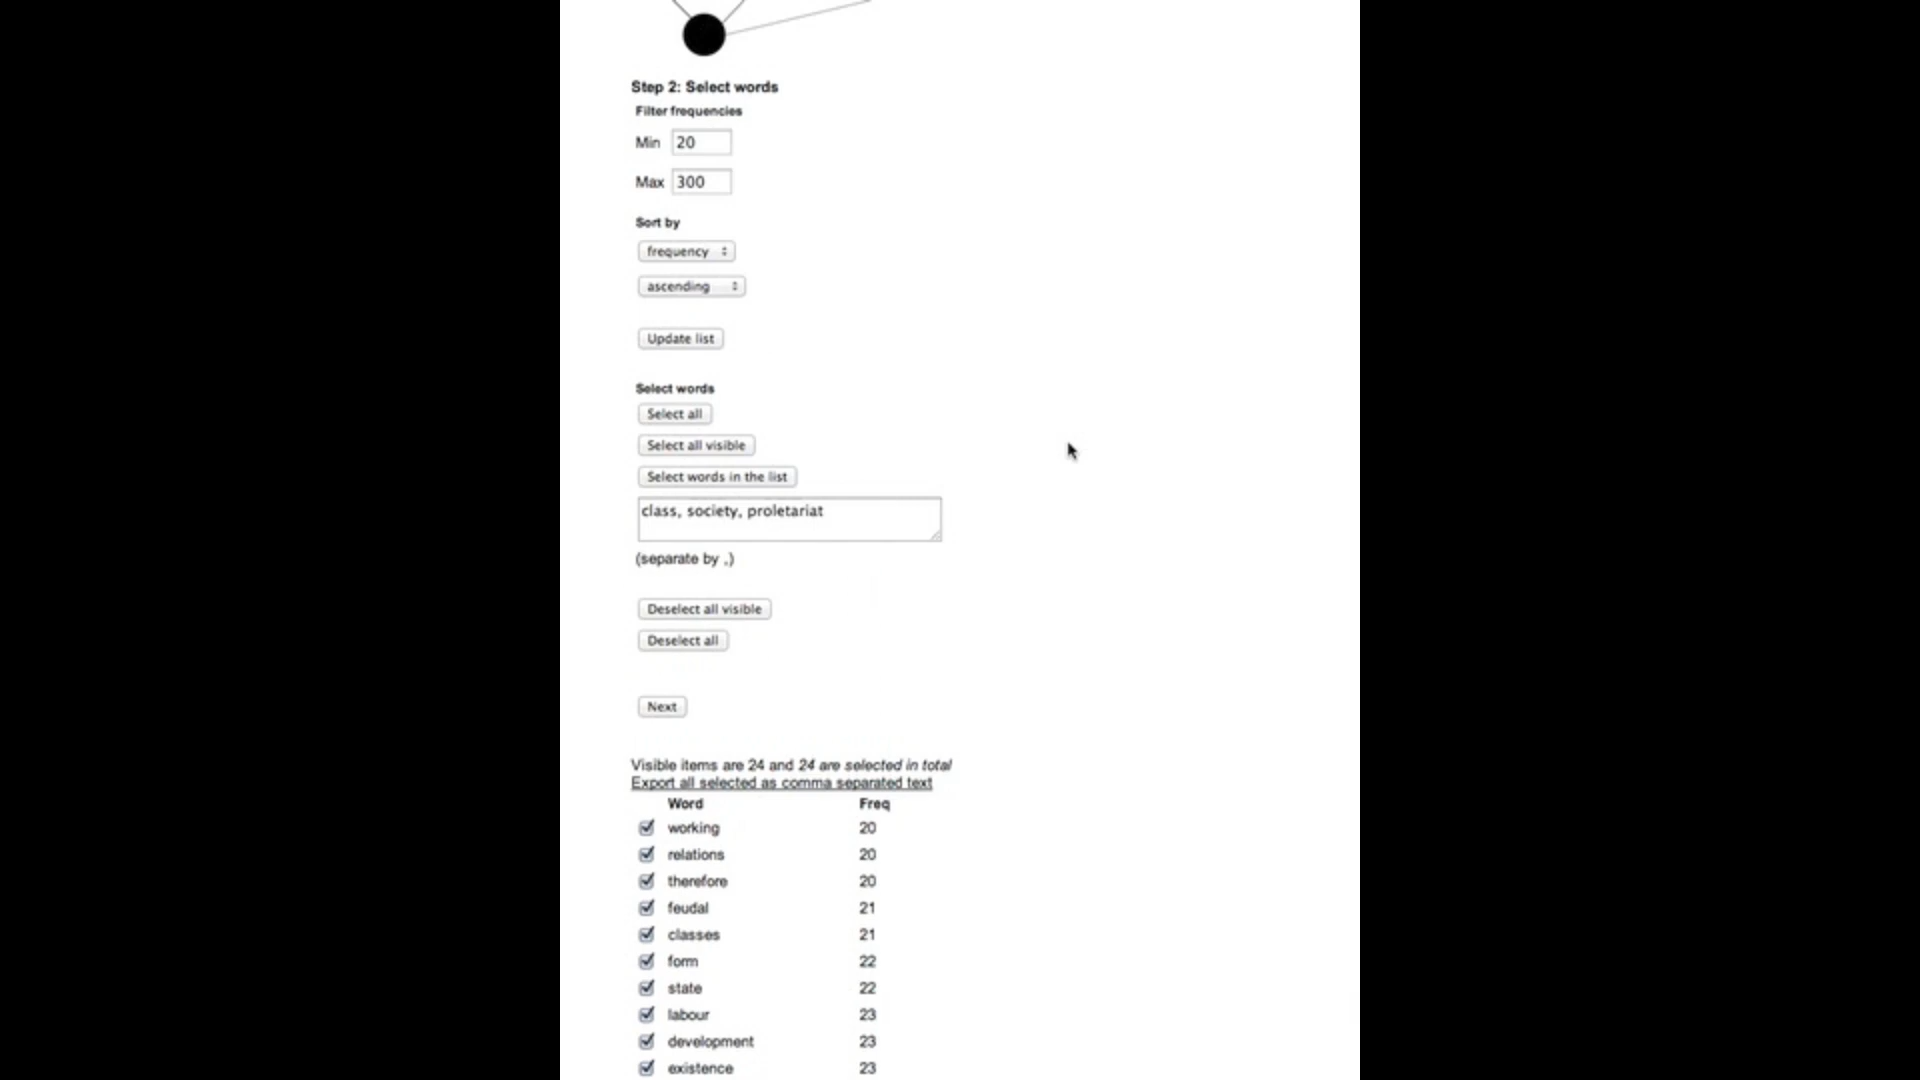 Step 2: Select words
Filter frequencies
Min 20
Max 300
Sort by
frequency
ascending
Update list
Select words
Select all
Select all visible
Select words in the list
class, society, proletariat
(separate by ,)
Deselect all visible
Deselect all
Next
Visible items are 24 and 24 are selected in total
Export all selected as comma separated text
Word Freq
working 20
relations 20
therefore 20
feudal 21
classes 21
form 22
state 22
labour 23
development 23
existence 23